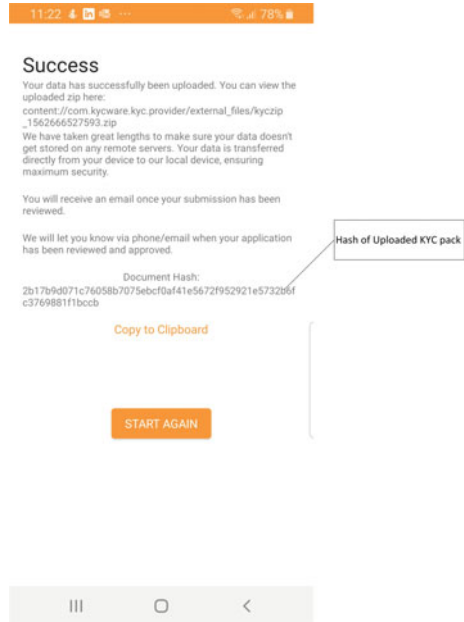 11:22 in ...
78%
Success
Your data has successfully been uploaded. You can view the
uploaded zip here:
content://com.kycware.kyc.provider/external_files/kyczip
_1562666527593.zip
We have taken great lengths to make sure your data doesn't
get stored on any remote servers. Your data is transferred
directly from your device to our local device, ensuring
maximum security.
You will receive an email once your submission has been
reviewed.
We will let you know via phone/email when your application
has been reviewed and approved.
Hash of Uploaded KYC pack
Document Hash:
2b17b9d071c76058b7075ebcf0af41e5672f952921e5732b6f
c3769881f1bccb
Copy to Clipboard
START AGAIN